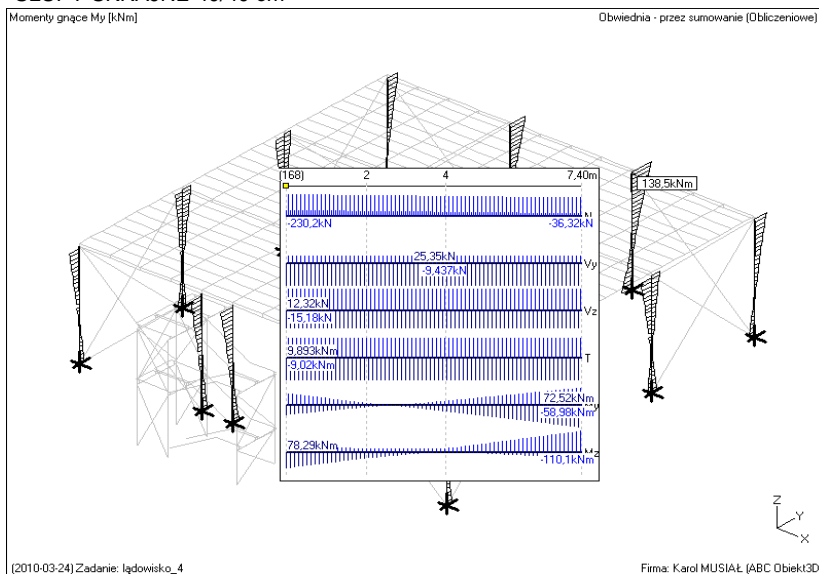 Momenty gnące My [kNm]
Obwiednia - przez sumowanie (Obliczeniowe)
[168) 2 4 7,40m
138,5kNm
-230,2kN -36,32kN
25,35kN
Vy
-9,437kN
12,32kN
Vz
-15,18kN
9,893kNm
T
-9,02kNm
72,52kNm
-58,98kNm
78,29kNm
Mz
-110,1kNm
Z
Y
X
(2010-03-24) Zadanie: lądowisko_4
Firma: Karol MUSIAŁ (ABC Obiekt3D